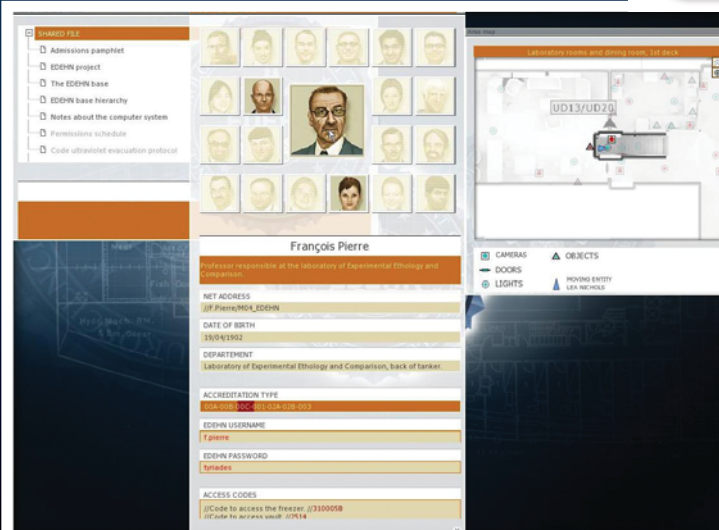 SHARED FILE
Admissions pamphlet
EDEHN project
The EDEHN base
EDEHN base hierarchy
Notes about the computer system
Permissions schedule
Code ultraviolet evacuation protocol
François Pierre
Professor responsible at the laboratory of Experimental Ethology and
Comparison.
NET ADDRESS
//F.Pierre/M04_EDEHN
DATE OF BIRTH
19/04/1902
DEPARTEMENT
Laboratory of Experimental Ethology and Comparison, back of tanker.
ACCREDITATION TYPE
00A-00B-00C-001-02A-02B-003
EDEHN USERNAME
f.pierre
EDEHN PASSWORD
tyriades
ACCESS CODES
//Code to access the freezer. //310005B
//Code to access vault. //2514
Area map
Laboratory rooms and dining room, 1st deck
UD13/UD20
CAMERAS
OBJECTS
DOORS
LIGHTS
MOVING ENTITY
LEA NICHOLS